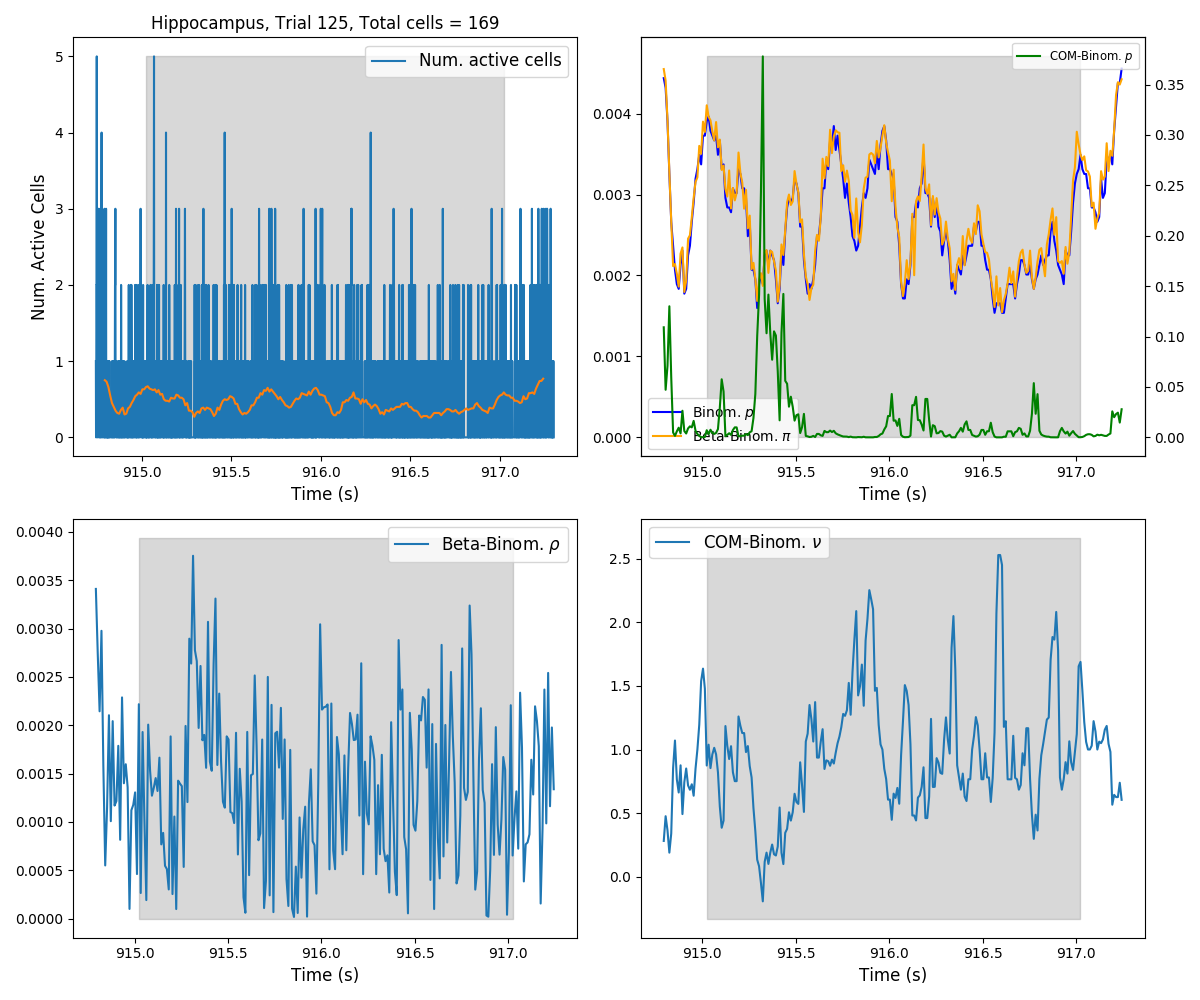 Hippocampus, Trial 125, Total cells = 169
Num. active cells
Num. Active Cells
5
4
3
2
1
0
915.0 915.5 916.0 916.5 917.0
Time (s)
COM-Binom. p
0.004
0.003
0.002
0.001
0.000
0.35
0.30
0.25
0.20
0.15
0.10
0.05
0.00
Binom. p
Beta-Binom. π
915.0 915.5 916.0 916.5 917.0
Time (s)
Beta-Binom. ρ
0.0040
0.0035
0.0030
0.0025
0.0020
0.0015
0.0010
0.0005
0.0000
915.0 915.5 916.0 916.5 917.0
Time (s)
COM-Binom. ν
2.5
2.0
1.5
1.0
0.5
0.0
915.0 915.5 916.0 916.5 917.0
Time (s)